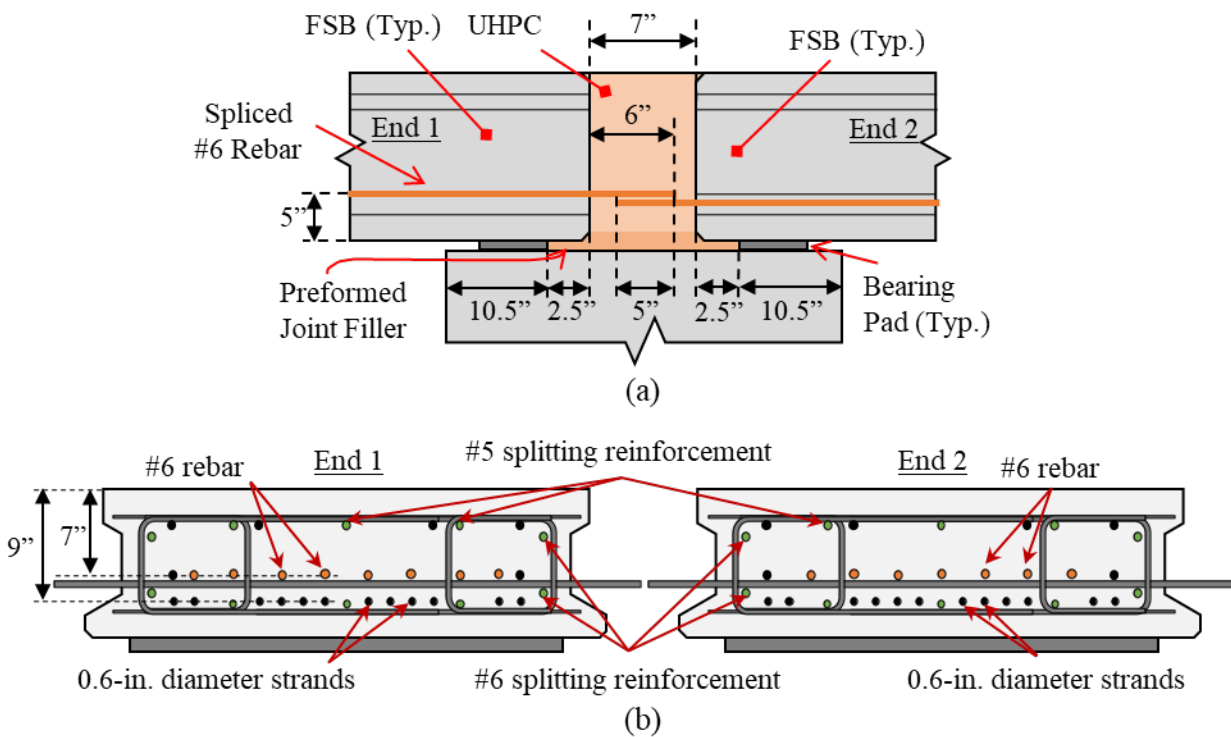 FSB (Typ.)
UHPC
7”
FSB (Typ.)
Spliced
#6 Rebar
End 1
6”
End 2
5”
Preformed
Joint Filler
10.5”
2.5”
5”
2.5”
10.5”
Bearing
Pad (Typ.)
(a)
#6 rebar
End 1
#5 splitting reinforcement
End 2
#6 rebar
9”
7”
0.6-in. diameter strands
#6 splitting reinforcement
0.6-in. diameter strands
(b)